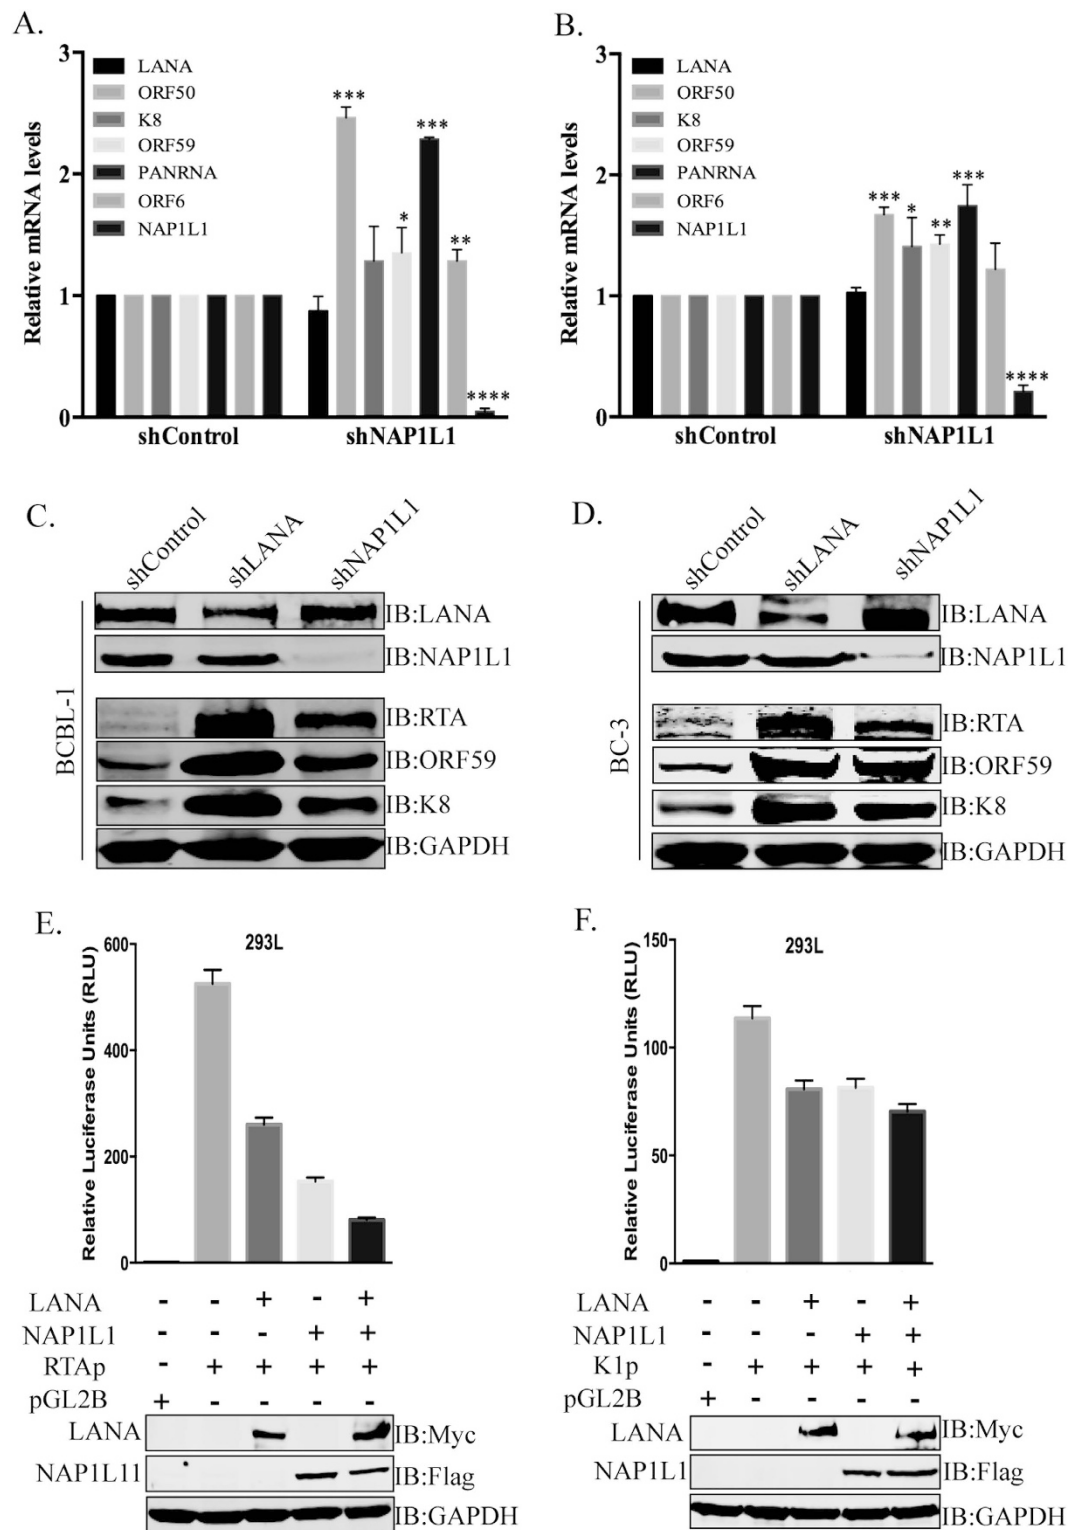 A.
3
2
1
0
Relative mRNA levels
LANA
ORF50
K8
ORF59
PANRNA
ORF6
NAP1L1
***
*
***
**
****
shControl
shNAP1L1
B.
3
2
1
0
Relative mRNA levels
LANA
ORF50
K8
ORF59
PANRNA
ORF6
NAP1L1
***
*
**
***
****
shControl
shNAP1L1
C.
shControl
shLANA
shNAP1L1
BCBL-1
IB:LANA
IB:NAP1L1
IB:RTA
IB:ORF59
IB:K8
IB:GAPDH
D.
shControl
shLANA
shNAP1L1
BC-3
IB:LANA
IB:NAP1L1
IB:RTA
IB:ORF59
IB:K8
IB:GAPDH
E.
293L
Relative Luciferase Units (RLU)
600
400
200
0
LANA - - + - +
NAP1L1 - - - + +
RTAp - + + + +
pGL2B + - - - -
LANA IB:Myc
NAP1L11 IB:Flag
IB:GAPDH
F.
293L
Relative Luciferase Units (RLU)
150
100
50
0
LANA - - + - +
NAP1L1 - - - + +
K1p - + + + +
pGL2B + - - - -
LANA IB:Myc
NAP1L1 IB:Flag
IB:GAPDH